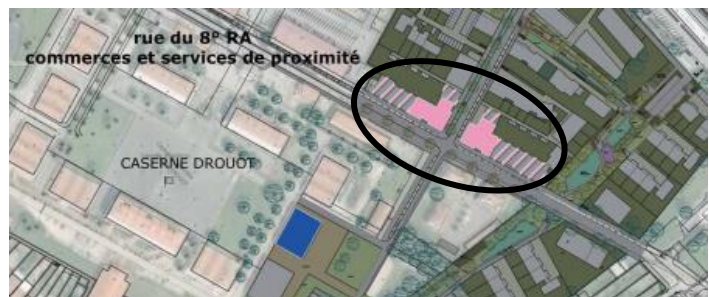 rue du 8e RA
commerces et services de proximité
CASERNE DROUOT